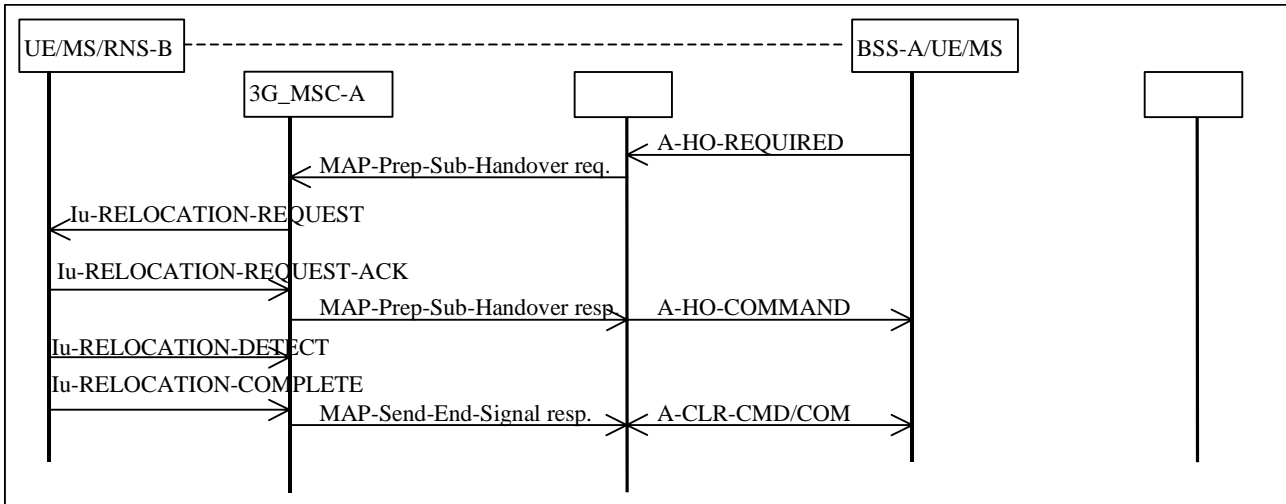 UE/MS/RNS-B
BSS-A/UE/MS
3G_MSC-A
A-HO-REQUIRED
MAP-Prep-Sub-Handover req.
Iu-RELOCATION-REQUEST
Iu-RELOCATION-REQUEST-ACK
MAP-Prep-Sub-Handover resp.
A-HO-COMMAND
Iu-RELOCATION-DETECT
Iu-RELOCATION-COMPLETE
MAP-Send-End-Signal resp.
A-CLR-CMD/COM